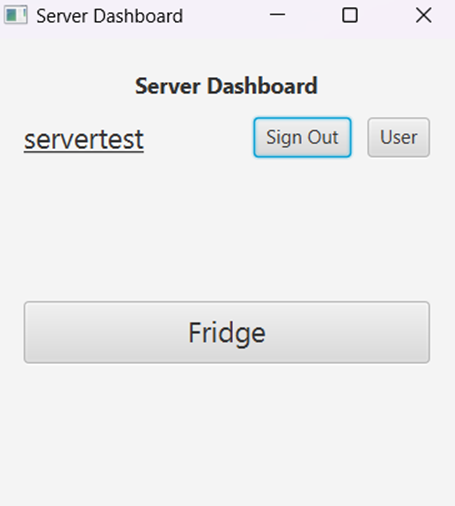 Server Dashboard
Server Dashboard
servertest Sign Out User
Fridge